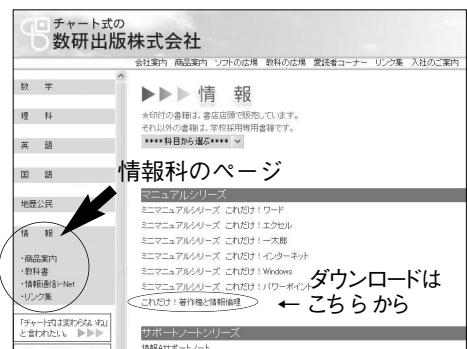 チャート式の
数研出版株式会社
会社案内 商品案内 ソフトの広場 教科の広場 愛読者コーナー リンク集 入社のご案内
数 学
理 科
英 語
国 語
地歴公民
情 報
・商品案内
・教科書
・情報通信i-Net
・リンク集
「チャート式は変わらないね」
と言われたい。 ▶▶▶
▶▶▶情 報
★印付の書籍は、書店店頭で販売しています。
それ以外の書籍は、学校採用専用書籍です。
****科目から選ぶ****
情報科のページ
マニュアルシリーズ
ミニマニュアルシリーズ これだけ！ワード
ミニマニュアルシリーズ これだけ！エクセル
ミニマニュアルシリーズ これだけ！一太郎
ミニマニュアルシリーズ これだけ！インターネット
ミニマニュアルシリーズ これだけ！Windows
ミニマニュアルシリーズ これだけ！パワーポイント
これだけ！著作権と情報倫理
ダウンロードは
← こちらから
サポートノートシリーズ
情報Aサポートノート